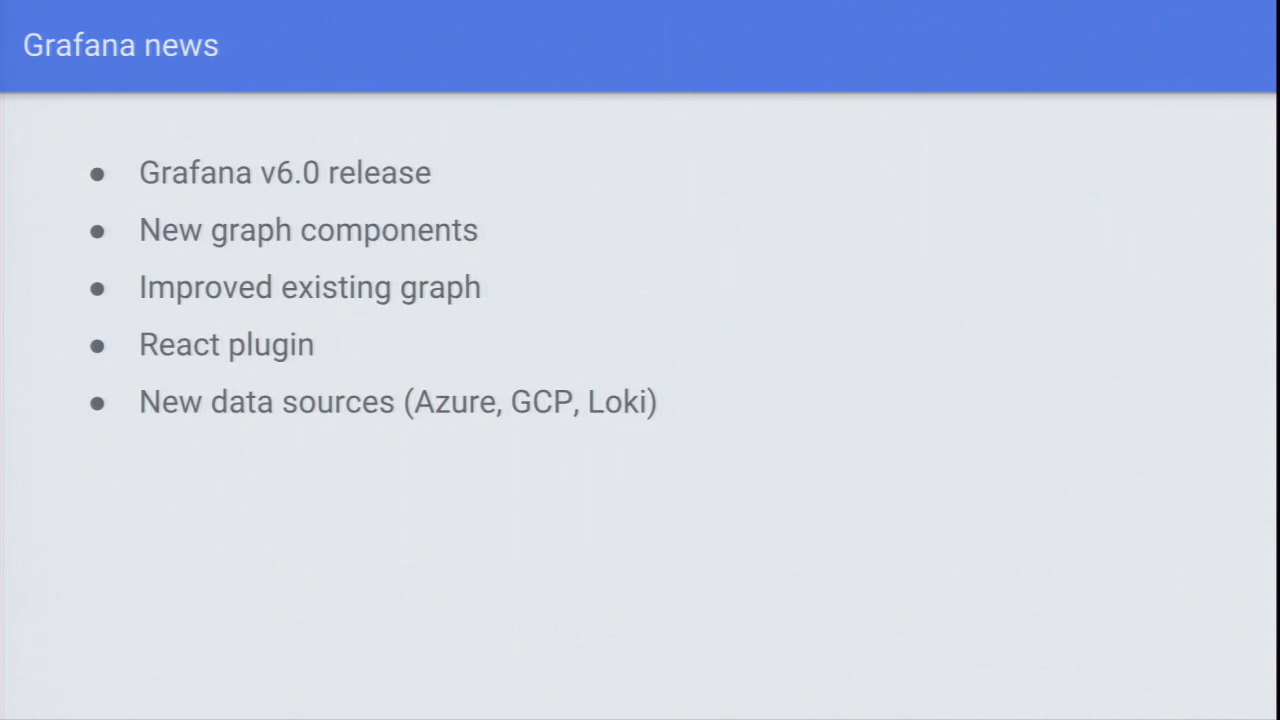 Grafana news
● Grafana v6.0 release
● New graph components
● Improved existing graph
● React plugin
● New data sources (Azure, GCP, Loki)